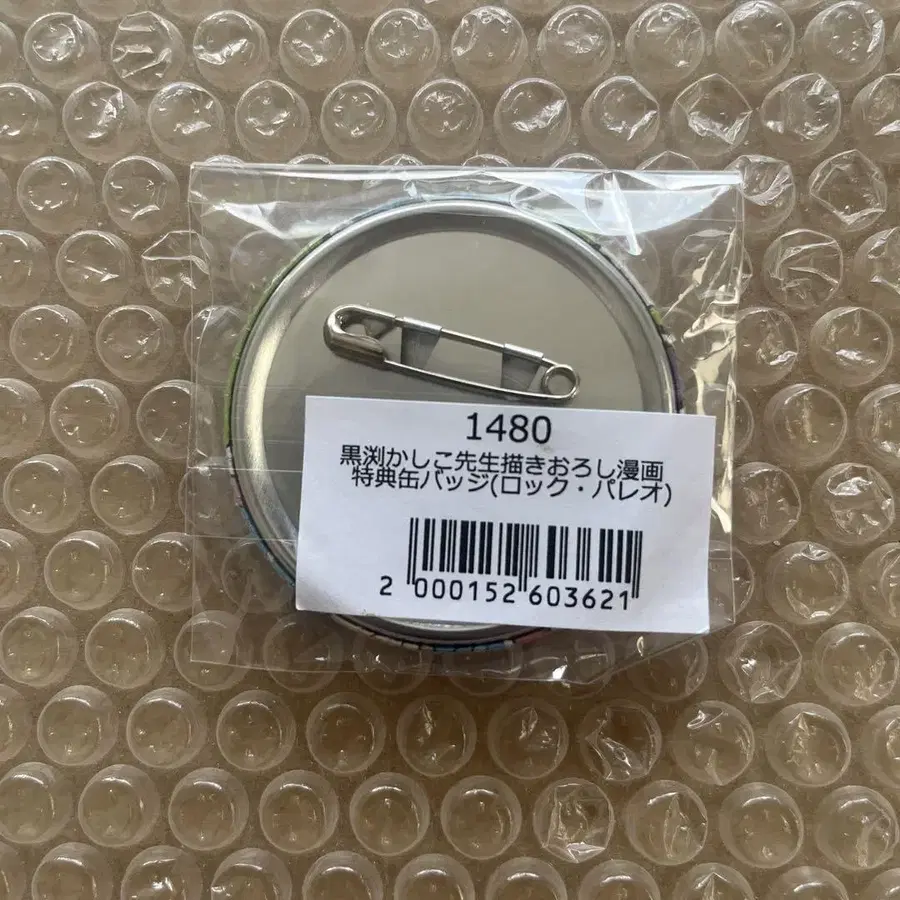 1480
黒渕かしこ先生描きおろし漫画
特典缶バッジ(ロック・パレオ)
2 000152 603621